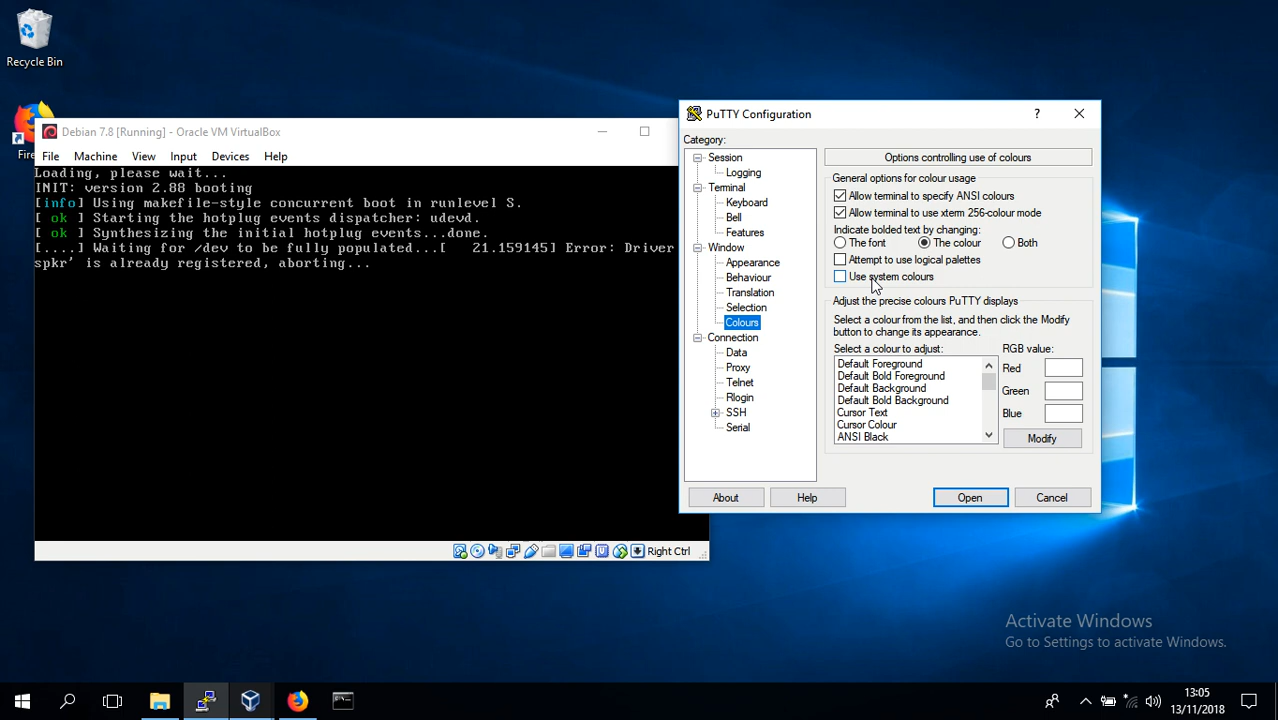 Recycle Bin
Fire
Debian 7.8 [Running] - Oracle VM VirtualBox
File Machine View Input Devices Help
Loading, please wait...
INIT: version 2.88 booting
[info] Using makefile-style concurrent boot in runlevel S.
[ ok ] Starting the hotplug events dispatcher: udevd.
[ ok ] Synthesizing the initial hotplug events...done.
[....] Waiting for /dev to be fully populated...[ 21.159145] Error: Driver
spkr' is already registered, aborting...
Right Ctrl
PuTTY Configuration
?
Category:
Session
Logging
Terminal
Keyboard
Bell
Features
Window
Appearance
Behaviour
Translation
Selection
Colours
Connection
Data
Proxy
Telnet
Rlogin
SSH
Serial
Options controlling use of colours
General options for colour usage
Allow terminal to specify ANSI colours
Allow terminal to use xterm 256-colour mode
Indicate bolded text by changing:
The font The colour Both
Attempt to use logical palettes
Use system colours
Adjust the precise colours PuTTY displays
Select a colour from the list, and then click the Modify
button to change its appearance.
Select a colour to adjust:
Default Foreground
Default Bold Foreground
Default Background
Default Bold Background
Cursor Text
Cursor Colour
ANSI Black
RGB value:
Red
Green
Blue
Modify
About Help Open Cancel
Activate Windows
Go to Settings to activate Windows.
13:05
13/11/2018